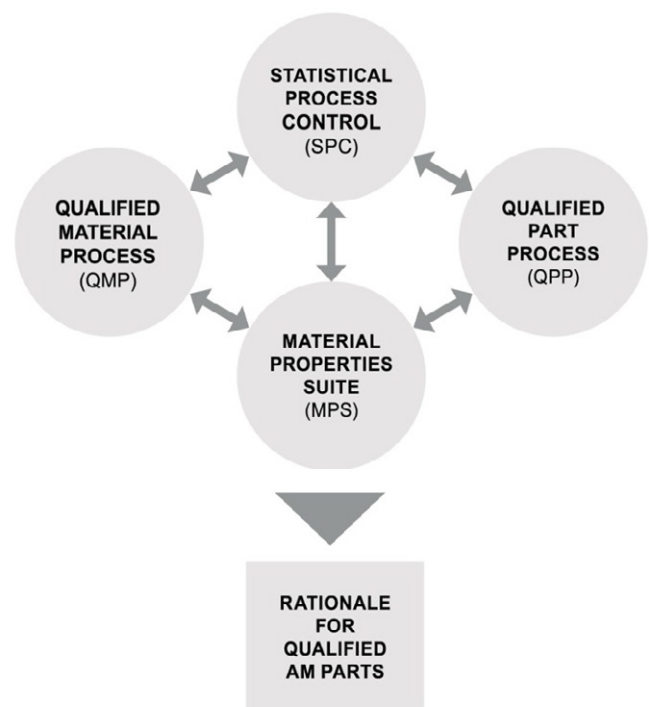 STATISTICAL
PROCESS
CONTROL
(SPC)
QUALIFIED
MATERIAL
PROCESS
(QMP)
QUALIFIED
PART
PROCESS
(QPP)
MATERIAL
PROPERTIES
SUITE
(MPS)
RATIONALE
FOR
QUALIFIED
AM PARTS